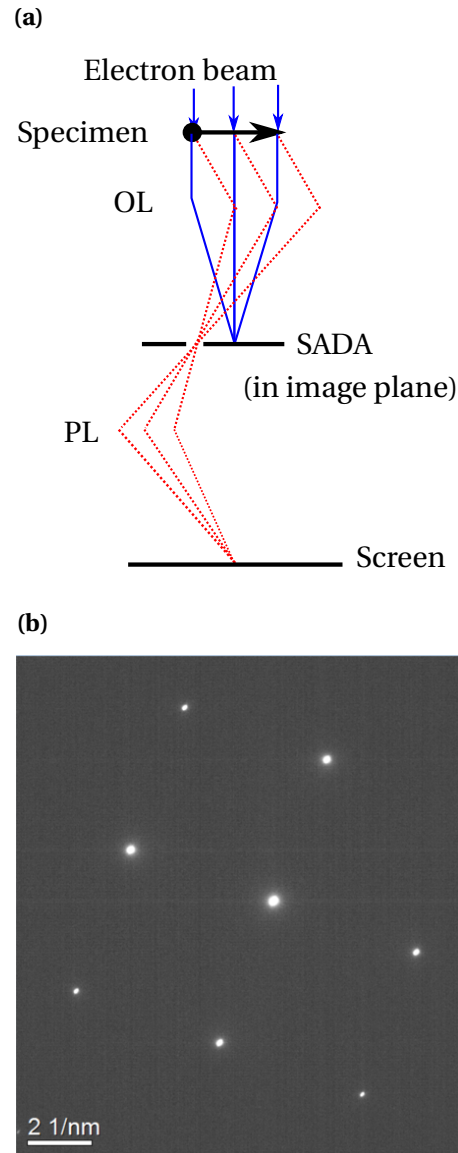 (a)
Electron beam
Specimen
OL
SADA
(in image plane)
PL
Screen
(b)
2 1/nm